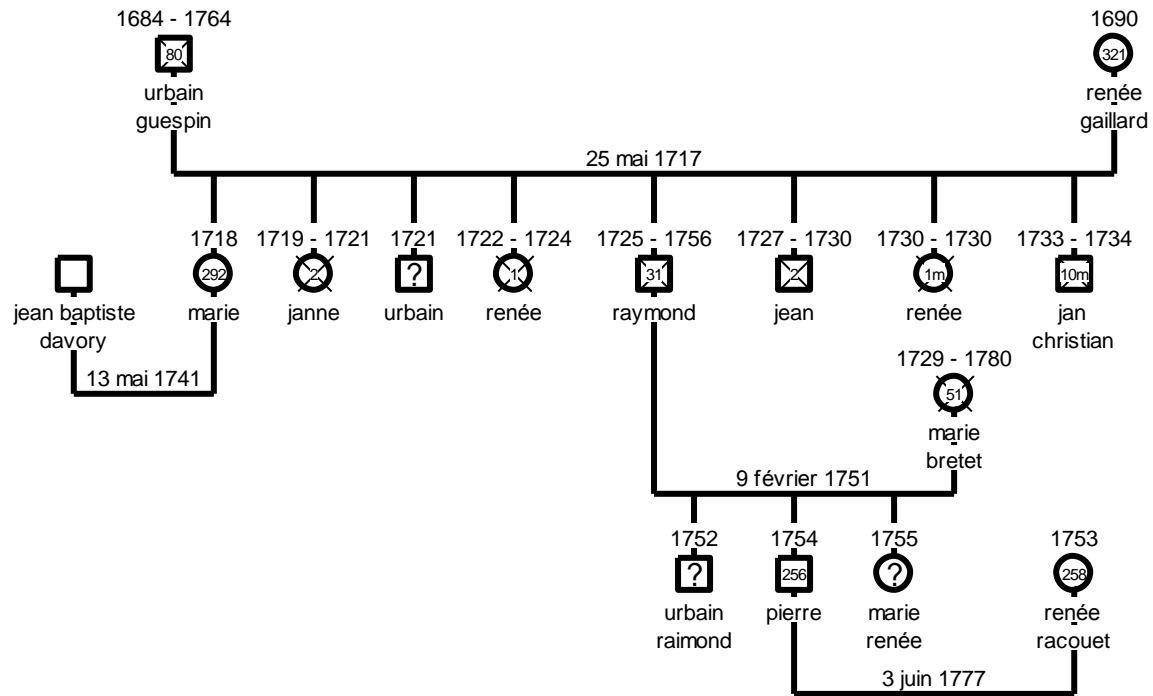 1684 - 1764 1690
80 321
urbain renée
guespin gaillard
25 mai 1717
1718 1719 - 1721 1721 1722 - 1724 1725 - 1756 1727 - 1730 1730 - 1730 1733 - 1734
292 2 ? 1 31 2 1m 10m
jean baptiste marie janne urbain renée raymond jean renée jan
davory christian
13 mai 1741
1729 - 1780
51
marie
bretet
9 février 1751
1752 1754 1755 1753
? 256 ? 258
urbain pierre marie renée
raimond renée racouet
3 juin 1777